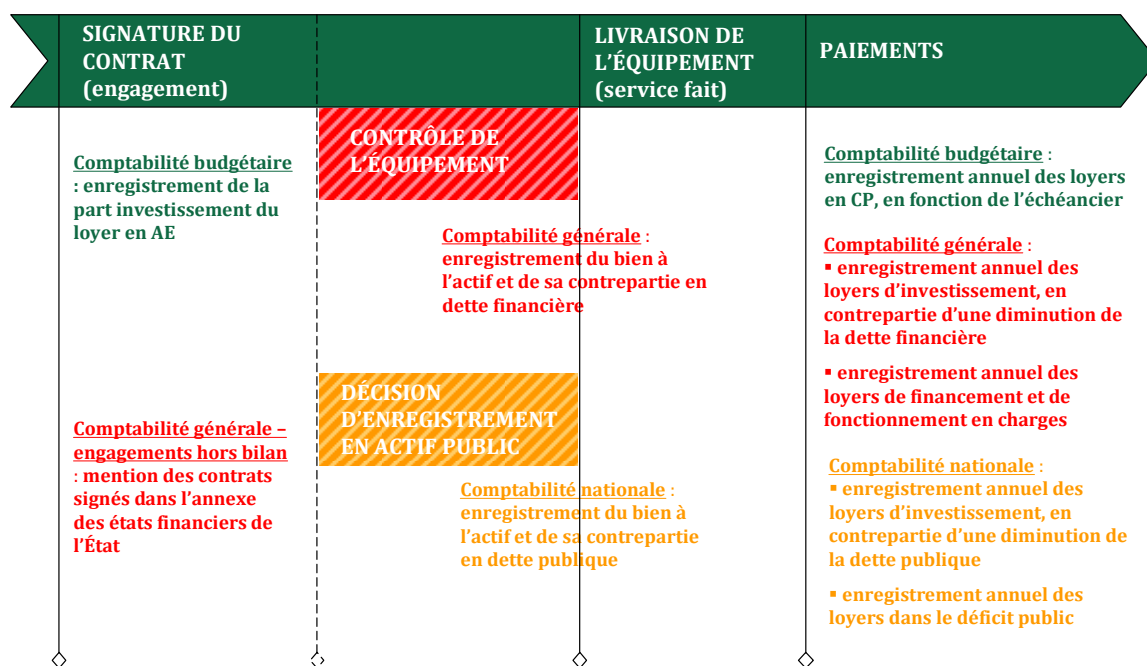 SIGNATURE DU
CONTRAT
(engagement)
LIVRAISON DE
L'ÉQUIPEMENT
(service fait)
PAIEMENTS
CONTRÔLE DE
L'ÉQUIPEMENT
Comptabilité budgétaire
: enregistrement de la
part investissement du
loyer en AE
Comptabilité générale :
enregistrement du bien à
l'actif et de sa contrepartie en
dette financière
Comptabilité budgétaire :
enregistrement annuel des loyers
en CP, en fonction de l'échéancier
Comptabilité générale :
▪ enregistrement annuel des
loyers d'investissement, en
contrepartie d'une diminution de
la dette financière
▪ enregistrement annuel des
loyers de financement et de
fonctionnement en charges
DÉCISION
D'ENREGISTREMENT
EN ACTIF PUBLIC
Comptabilité générale –
engagements hors bilan
: mention des contrats
signés dans l'annexe
des états financiers de
l'État
Comptabilité nationale :
enregistrement du bien à
l'actif et de sa contrepartie
en dette publique
Comptabilité nationale :
▪ enregistrement annuel des
loyers d'investissement, en
contrepartie d'une diminution de
la dette publique
▪ enregistrement annuel des
loyers dans le déficit public